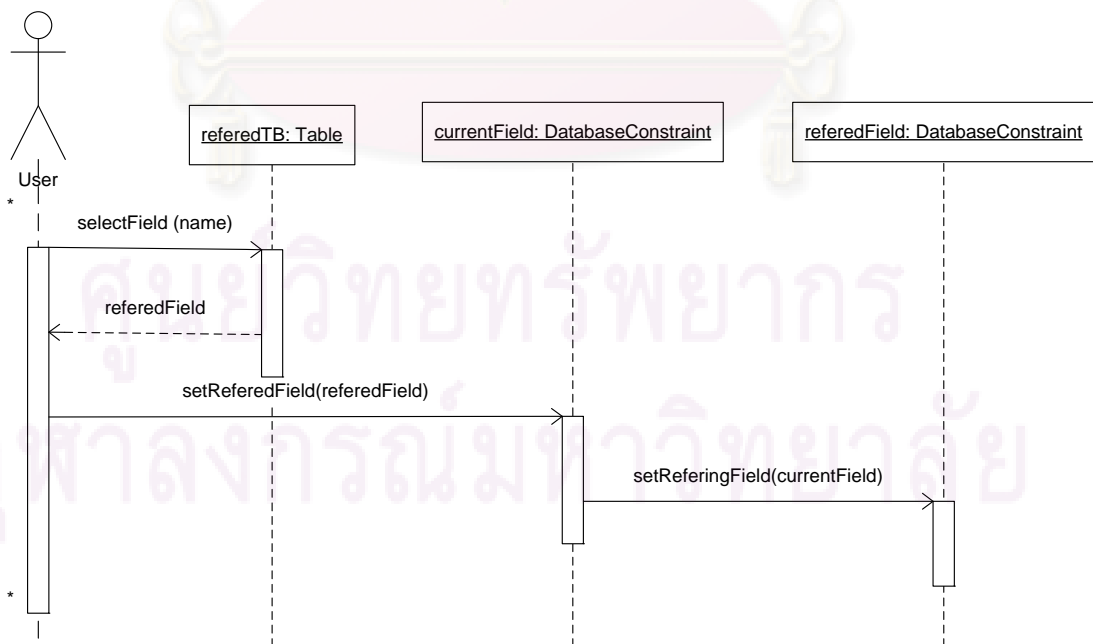 referedTB: Table
currentField: DatabaseConstraint
referedField: DatabaseConstraint
User
*
selectField (name)
referedField
setReferedField(referedField)
setReferingField(currentField)
*
ศูนย์วิทยทรัพยากร
จุฬาลงกรณ์มหาวิทยาลัย